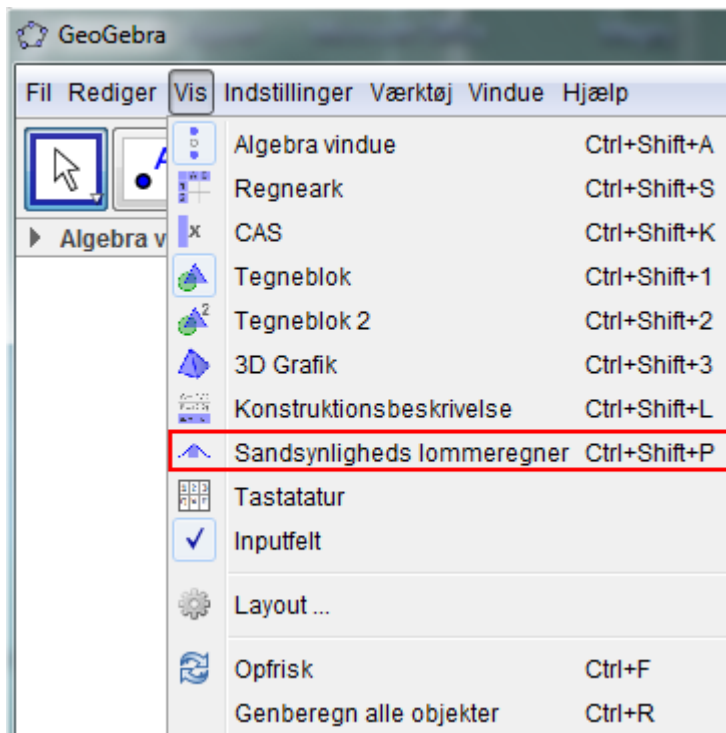 GeoGebra
Fil Rediger Vis Indstillinger Værktøj Vindue Hjælp
Algebra vindue Ctrl+Shift+A
Regneark Ctrl+Shift+S
Algebra v
CAS Ctrl+Shift+K
Tegneblok Ctrl+Shift+1
Tegneblok 2 Ctrl+Shift+2
3D Grafik Ctrl+Shift+3
Konstruktionsbeskrivelse Ctrl+Shift+L
Sandsynligheds lommeregner Ctrl+Shift+P
Tastatatur
Inputfelt
Layout ...
Opfrisk Ctrl+F
Genberegn alle objekter Ctrl+R